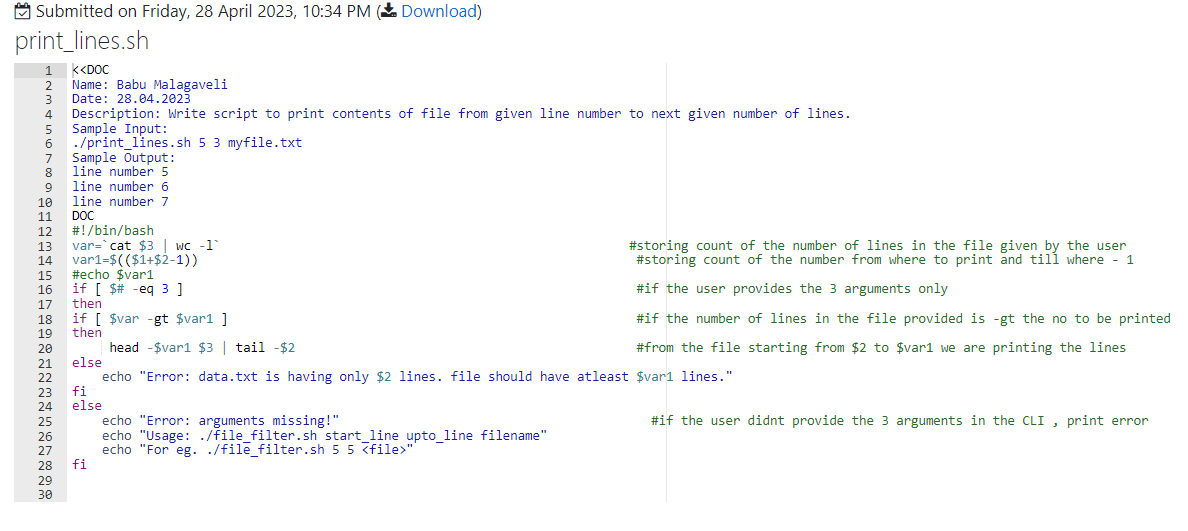 Submitted on Friday, 28 April 2023, 10:34 PM (Download)
print_lines.sh
1 <<DOC
2 Name: Babu Malagaveli
3 Date: 28.04.2023
4 Description: Write script to print contents of file from given line number to next given number of lines.
5 Sample Input:
6 ./print_lines.sh 5 3 myfile.txt
7 Sample Output:
8 line number 5
9 line number 6
10 line number 7
11 DOC
12 #!/bin/bash
13 var=`cat $3 | wc -l` #storing count of the number of lines in the file given by the user
14 var1=$(($1+$2-1)) #storing count of the number from where to print and till where - 1
15 #echo $var1
16 if [ $# -eq 3 ] #if the user provides the 3 arguments only
17 then
18 if [ $var -gt $var1 ] #if the number of lines in the file provided is -gt the no to be printed
19 then
20 head -$var1 $3 | tail -$2 #from the file starting from $2 to $var1 we are printing the lines
21 else
22 echo "Error: data.txt is having only $2 lines. file should have atleast $var1 lines."
23 fi
24 else
25 echo "Error: arguments missing!" #if the user didnt provide the 3 arguments in the CLI , print error
26 echo "Usage: ./file_filter.sh start_line upto_line filename"
27 echo "For eg. ./file_filter.sh 5 5 <file>"
28 fi
29
30